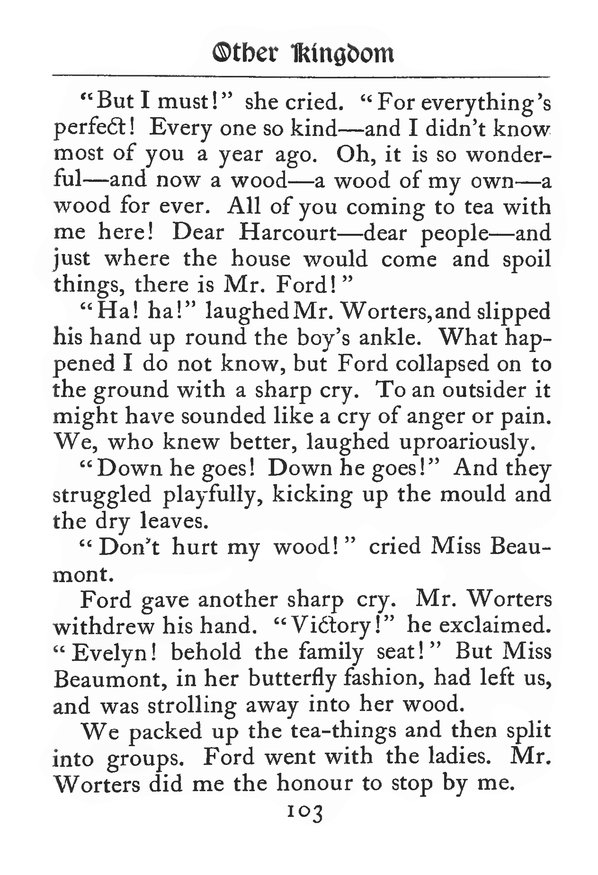 Other Kingdom
“But I must!” she cried. “For everything’s
perfect! Every one so kind—and I didn’t know
most of you a year ago. Oh, it is so wonder-
ful—and now a wood—a wood of my own—a
wood for ever. All of you coming to tea with
me here! Dear Harcourt—dear people—and
just where the house would come and spoil
things, there is Mr. Ford!”
“Ha! ha!” laughed Mr. Worters, and slipped
his hand up round the boy’s ankle. What hap-
pened I do not know, but Ford collapsed on to
the ground with a sharp cry. To an outsider it
might have sounded like a cry of anger or pain.
We, who knew better, laughed uproariously.
“Down he goes! Down he goes!” And they
struggled playfully, kicking up the mould and
the dry leaves.
“Don’t hurt my wood!” cried Miss Beau-
mont.
Ford gave another sharp cry. Mr. Worters
withdrew his hand. “Victory!” he exclaimed.
“Evelyn! behold the family seat!” But Miss
Beaumont, in her butterfly fashion, had left us,
and was strolling away into her wood.
We packed up the tea-things and then split
into groups. Ford went with the ladies. Mr.
Worters did me the honour to stop by me.
103